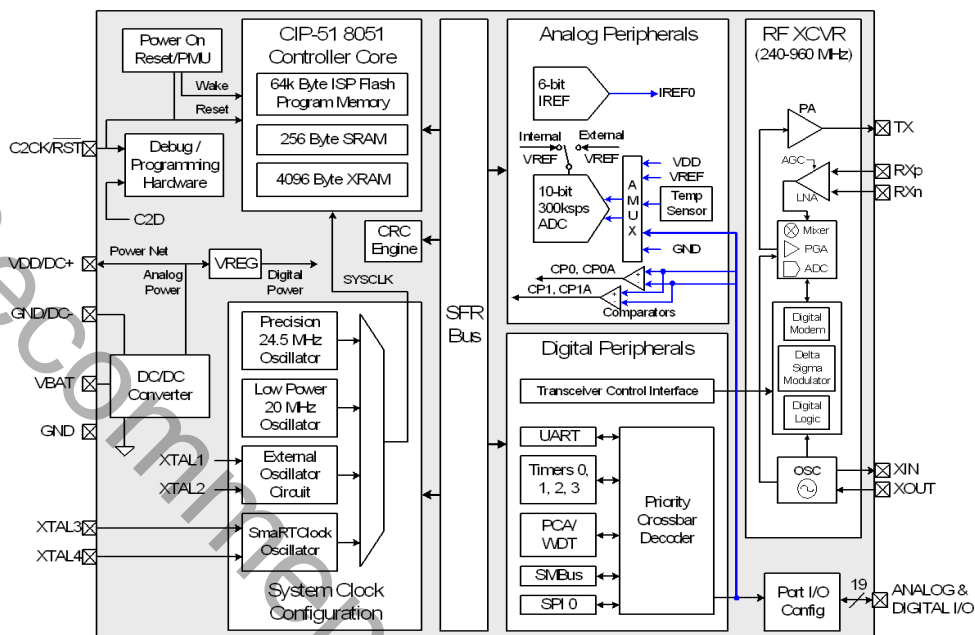 Power On
Reset/PMU
Wake
Reset
C2CK/RST
Debug /
Programming
Hardware
C2D
VDD/DC+
Power Net
Analog
Power
VREG
Digital
Power
GND/DC-
VBAT
GND
DC/DC
Converter
XTAL1
XTAL2
XTAL3
XTAL4
CIP-51 8051
Controller Core
64k Byte ISP Flash
Program Memory
256 Byte SRAM
4096 Byte XRAM
CRC
Engine
SYSCLK
Precision
24.5 MHz
Oscillator
Low Power
20 MHz
Oscillator
External
Oscillator
Circuit
SmaRTClock
Oscillator
System Clock
Configuration
SFR
Bus
Analog Peripherals
6-bit
IREF
IREF0
Internal
External
VREF
VREF
10-bit
300ksps
ADC
A
M
U
X
VDD
VREF
Temp
Sensor
GND
CP0, CP0A
CP1, CP1A
+
-
+
-
Comparators
Digital Peripherals
Transceiver Control Interface
UART
Timers 0,
1, 2, 3
PCA/
WDT
SMBus
SPI 0
Priority
Crossbar
Decoder
RF XCVR
(240-960 MHz)
PA
AGC
LNA
Mixer
PGA
ADC
Digital
Modem
Delta
Sigma
Modulator
Digital
Logic
OSC
TX
RXp
RXn
XIN
XOUT
Port I/O
Config
19
ANALOG &
DIGITAL I/O